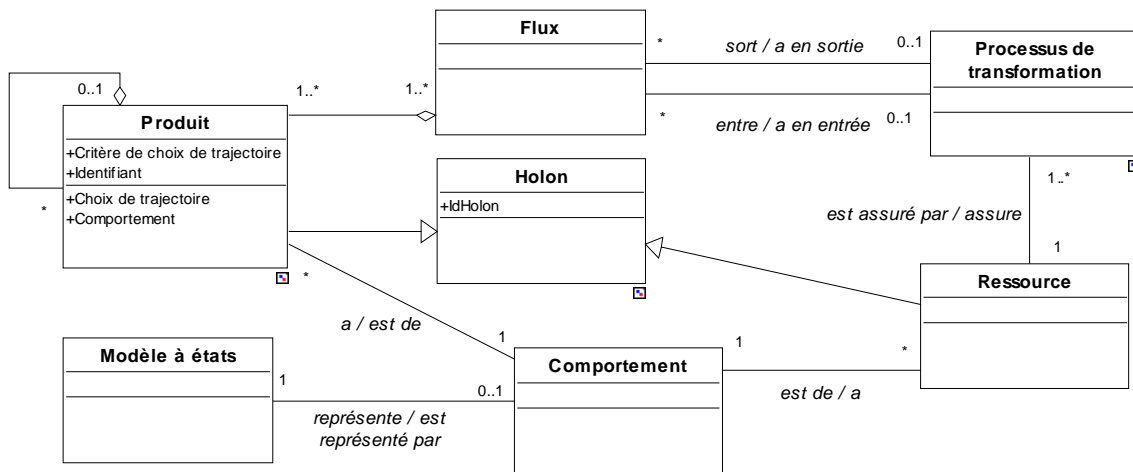 Flux
*
sort / a en sortie
0..1
Processus de
transformation
0..1
1..*
1..*
*
entre / a en entrée
0..1
Produit
+Critère de choix de trajectoire
+Identifiant
+Choix de trajectoire
+Comportement
*
Holon
+IdHolon
1..*
est assuré par / assure
1
Ressource
*
a / est de
1
Modèle à états
1
0..1
représente / est
représenté par
Comportement
1
*
est de / a